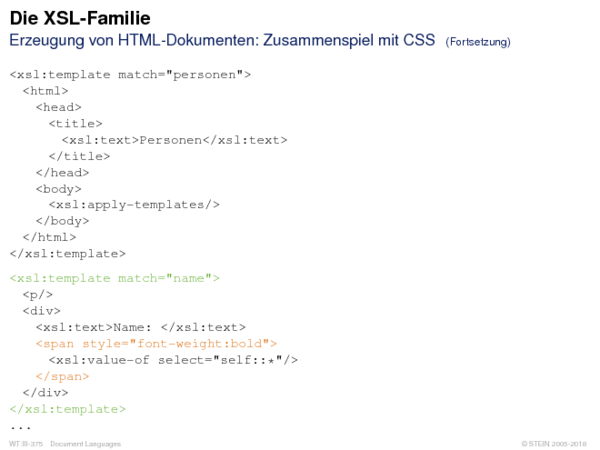 Die XSL-Familie
Erzeugung von HTML-Dokumenten: Zusammenspiel mit CSS (Fortsetzung)
<xsl:template match="personen">
  <html>
    <head>
      <title>
        <xsl:text>Personen</xsl:text>
      </title>
    </head>
    <body>
      <xsl:apply-templates/>
    </body>
  </html>
</xsl:template>
<xsl:template match="name">
  <p/>
  <div>
    <xsl:text>Name: </xsl:text>
    <span style="font-weight:bold">
      <xsl:value-of select="self::*"/>
    </span>
  </div>
</xsl:template>
...
WT:III-375 Document Languages © STEIN 2005-2018